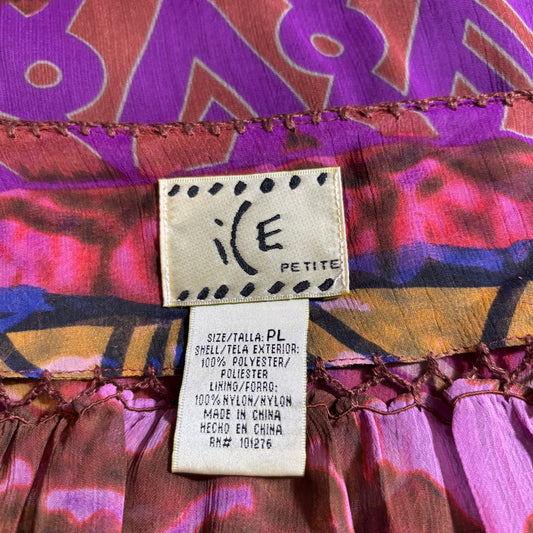 iCE
PETITE
SIZE/TALLA: PL
SHELL/TELA EXTERIOR:
100% POLYESTER/
POLIESTER
LINING/FORRO:
100% NYLON/NYLON
MADE IN CHINA
HECHO EN CHINA
RN# 101276